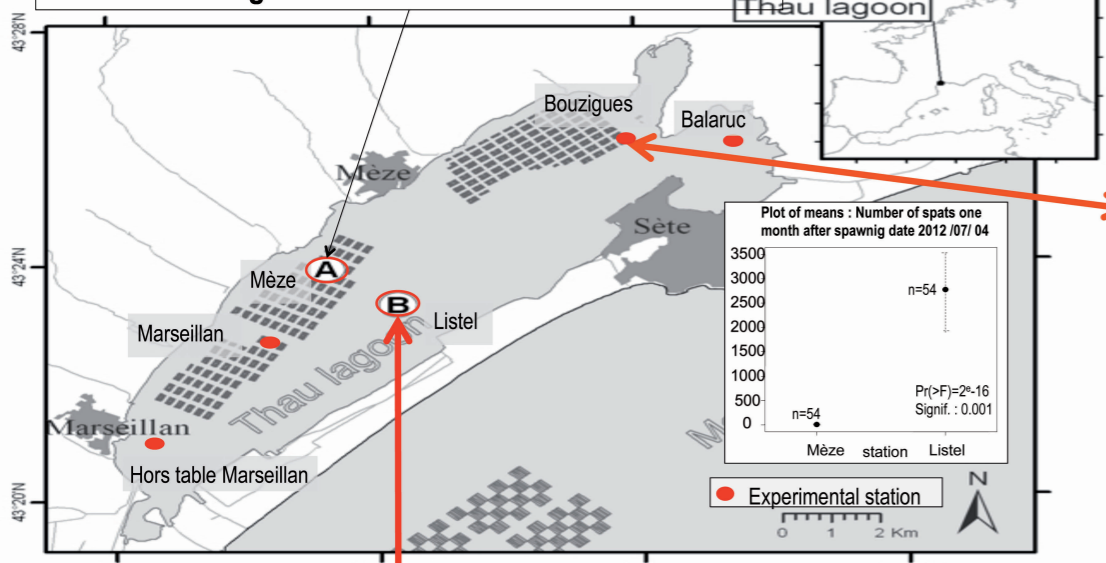 Thau lagoon
43°28'N
Bouzigues
Balaruc
Mèze
Sète
Plot of means : Number of spats one
month after spawnig date 2012 /07/ 04
3500
3000
2500
2000
1500
1000
500
0
n=54
n=54
Pr(>F)=2e-16
Signif. : 0.001
Mèze station Listel
43°24'N
Mèze
A
B
Listel
Marseillan
Thau lagoon
Marseillan
Hors table Marseillan
Experimental station
N
0 1 2 Km
43°20'N